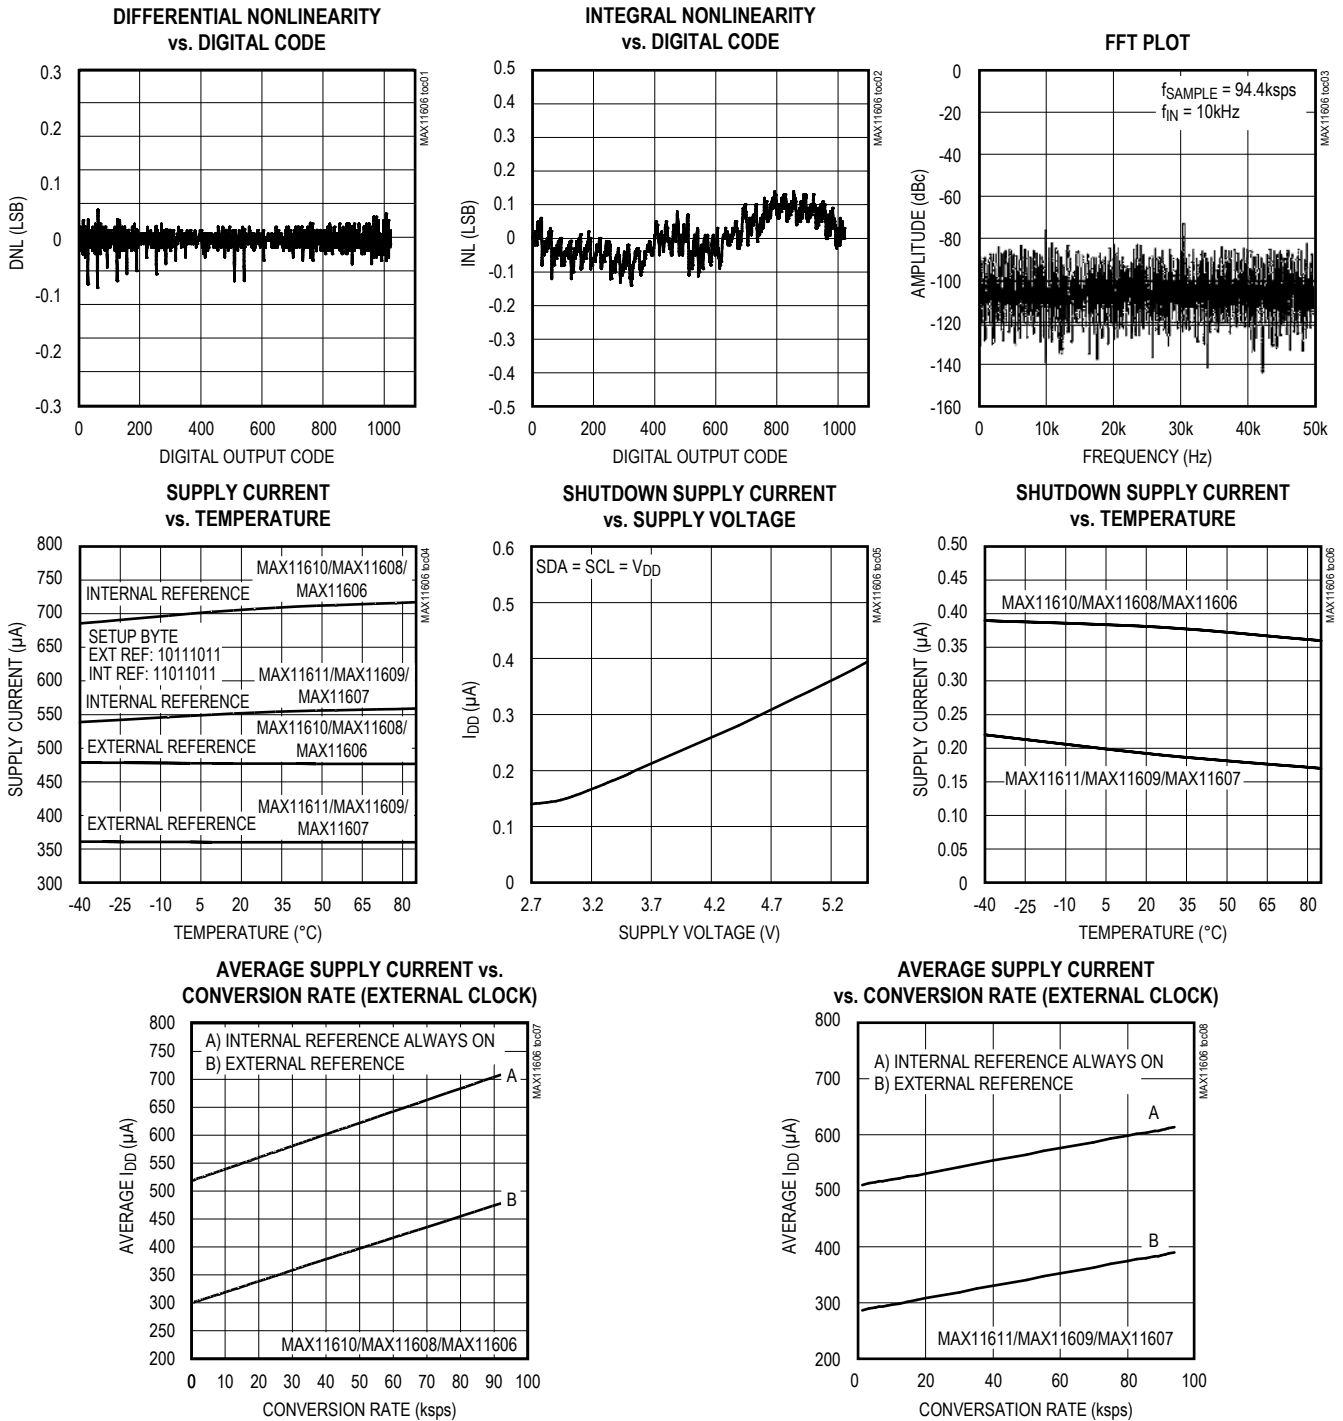 DIFFERENTIAL NONLINEARITY
vs. DIGITAL CODE
0.3
0.2
0.1
0
-0.1
-0.2
-0.3
DNL (LSB)
0 200 400 600 800 1000
DIGITAL OUTPUT CODE
MAX11606 toc01
INTEGRAL NONLINEARITY
vs. DIGITAL CODE
0.5
0.4
0.3
0.2
0.1
0
-0.1
-0.2
-0.3
-0.4
-0.5
INL (LSB)
0 200 400 600 800 1000
DIGITAL OUTPUT CODE
MAX11606 toc02
FFT PLOT
fSAMPLE = 94.4ksps
fIN = 10kHz
0
-20
-40
-60
-80
-100
-120
-140
-160
AMPLITUDE (dBc)
0 10k 20k 30k 40k 50k
FREQUENCY (Hz)
MAX11606 toc03
SUPPLY CURRENT
vs. TEMPERATURE
800
750
700
650
600
550
500
450
400
350
300
SUPPLY CURRENT (µA)
MAX11610/MAX11608/
MAX11606
INTERNAL REFERENCE
SETUP BYTE
EXT REF: 10111011
INT REF: 11011011
MAX11611/MAX11609/
MAX11607
INTERNAL REFERENCE
MAX11610/MAX11608/
MAX11606
EXTERNAL REFERENCE
MAX11611/MAX11609/
MAX11607
EXTERNAL REFERENCE
-40 -25 -10 5 20 35 50 65 80
TEMPERATURE (°C)
MAX11606 toc04
SHUTDOWN SUPPLY CURRENT
vs. SUPPLY VOLTAGE
SDA = SCL = VDD
0.6
0.5
0.4
0.3
0.2
0.1
0
IDD (µA)
2.7 3.2 3.7 4.2 4.7 5.2
SUPPLY VOLTAGE (V)
MAX11606 toc05
SHUTDOWN SUPPLY CURRENT
vs. TEMPERATURE
0.50
0.45
0.40
0.35
0.30
0.25
0.20
0.15
0.10
0.05
0
SUPPLY CURRENT (µA)
MAX11610/MAX11608/MAX11606
MAX11611/MAX11609/MAX11607
-40 -25 -10 5 20 35 50 65 80
TEMPERATURE (°C)
MAX11606 toc06
AVERAGE SUPPLY CURRENT vs.
CONVERSION RATE (EXTERNAL CLOCK)
800
750
700
650
600
550
500
450
400
350
300
250
200
AVERAGE IDD (µA)
A) INTERNAL REFERENCE ALWAYS ON
B) EXTERNAL REFERENCE
A
B
MAX11610/MAX11608/MAX11606
0 10 20 30 40 50 60 70 80 90 100
CONVERSION RATE (ksps)
MAX11606 toc07
AVERAGE SUPPLY CURRENT
vs. CONVERSION RATE (EXTERNAL CLOCK)
800
700
600
500
400
300
200
AVERAGE IDD (µA)
A) INTERNAL REFERENCE ALWAYS ON
B) EXTERNAL REFERENCE
A
B
MAX11611/MAX11609/MAX11607
0 20 40 60 80 100
CONVERSATION RATE (ksps)
MAX11606 toc08